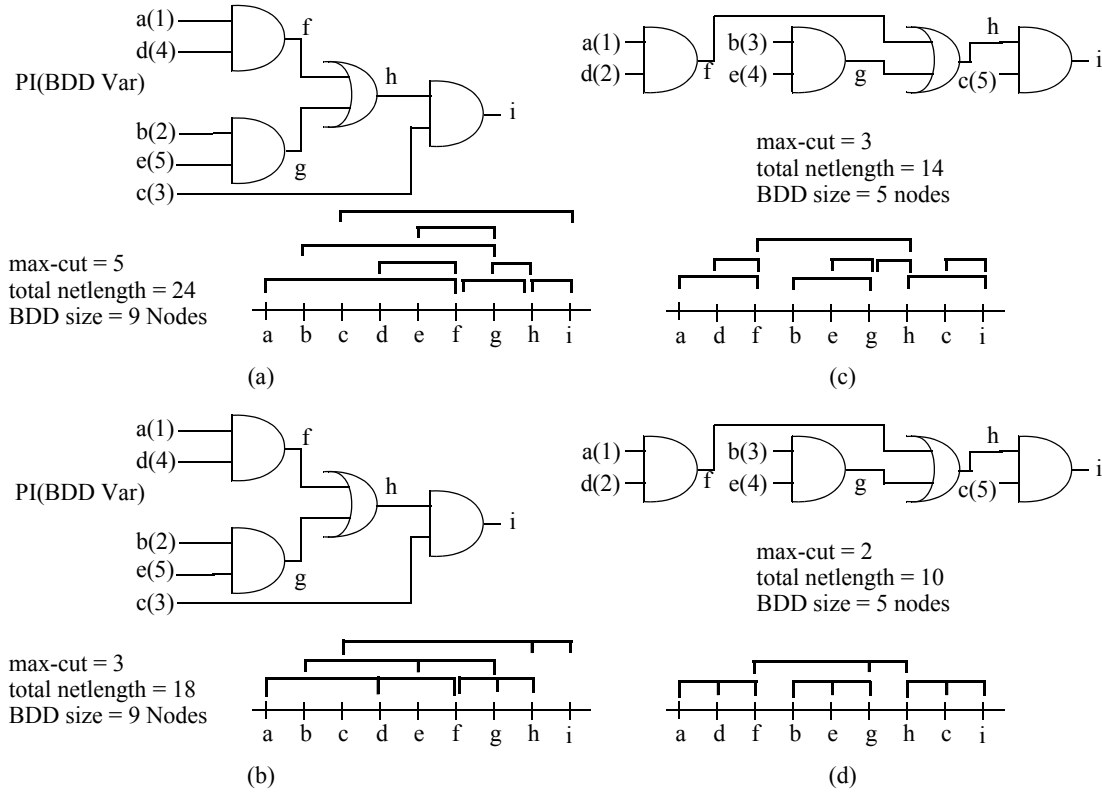 a(1)
d(4)
f
PI(BDD Var)
h
i
b(2)
e(5)
g
c(3)
max-cut = 5
total netlength = 24
BDD size = 9 Nodes
a b c d e f g h i
(a)
a(1)
d(2)
f
b(3)
e(4)
g
h
c(5)
i
max-cut = 3
total netlength = 14
BDD size = 5 nodes
a d f b e g h c i
(c)
a(1)
d(4)
f
PI(BDD Var)
h
i
b(2)
e(5)
g
c(3)
max-cut = 3
total netlength = 18
BDD size = 9 Nodes
a b c d e f g h i
(b)
a(1)
d(2)
f
b(3)
e(4)
g
h
c(5)
i
max-cut = 2
total netlength = 10
BDD size = 5 nodes
a d f b e g h c i
(d)